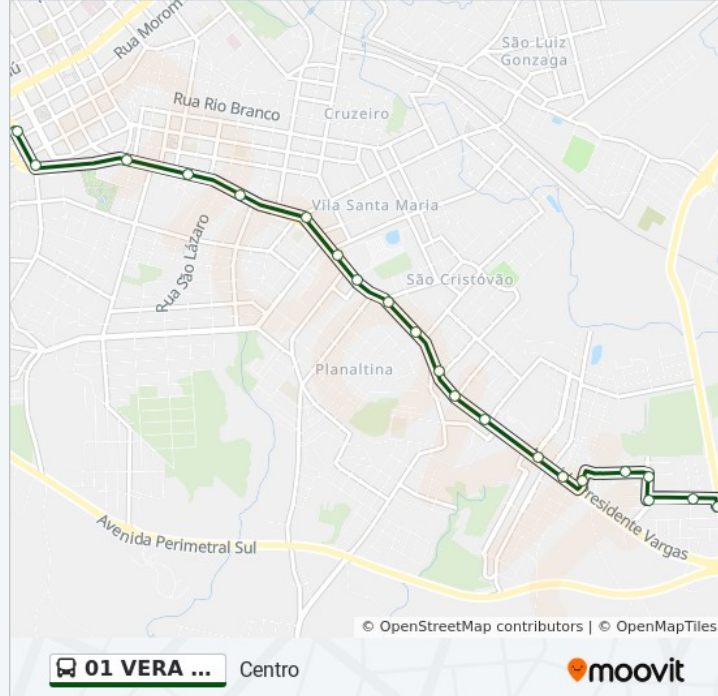 Rua Morom
ú
São Luiz
Gonzaga
Rua Rio Branco
Cruzeiro
Vila Santa Maria
Rua São Lázaro
São Cristóvão
Planaltina
residente Vargas
Avenida Perimetral Sul
© OpenStreetMap contributors | © OpenMapTiles
01 VERA ...
Centro
moovit